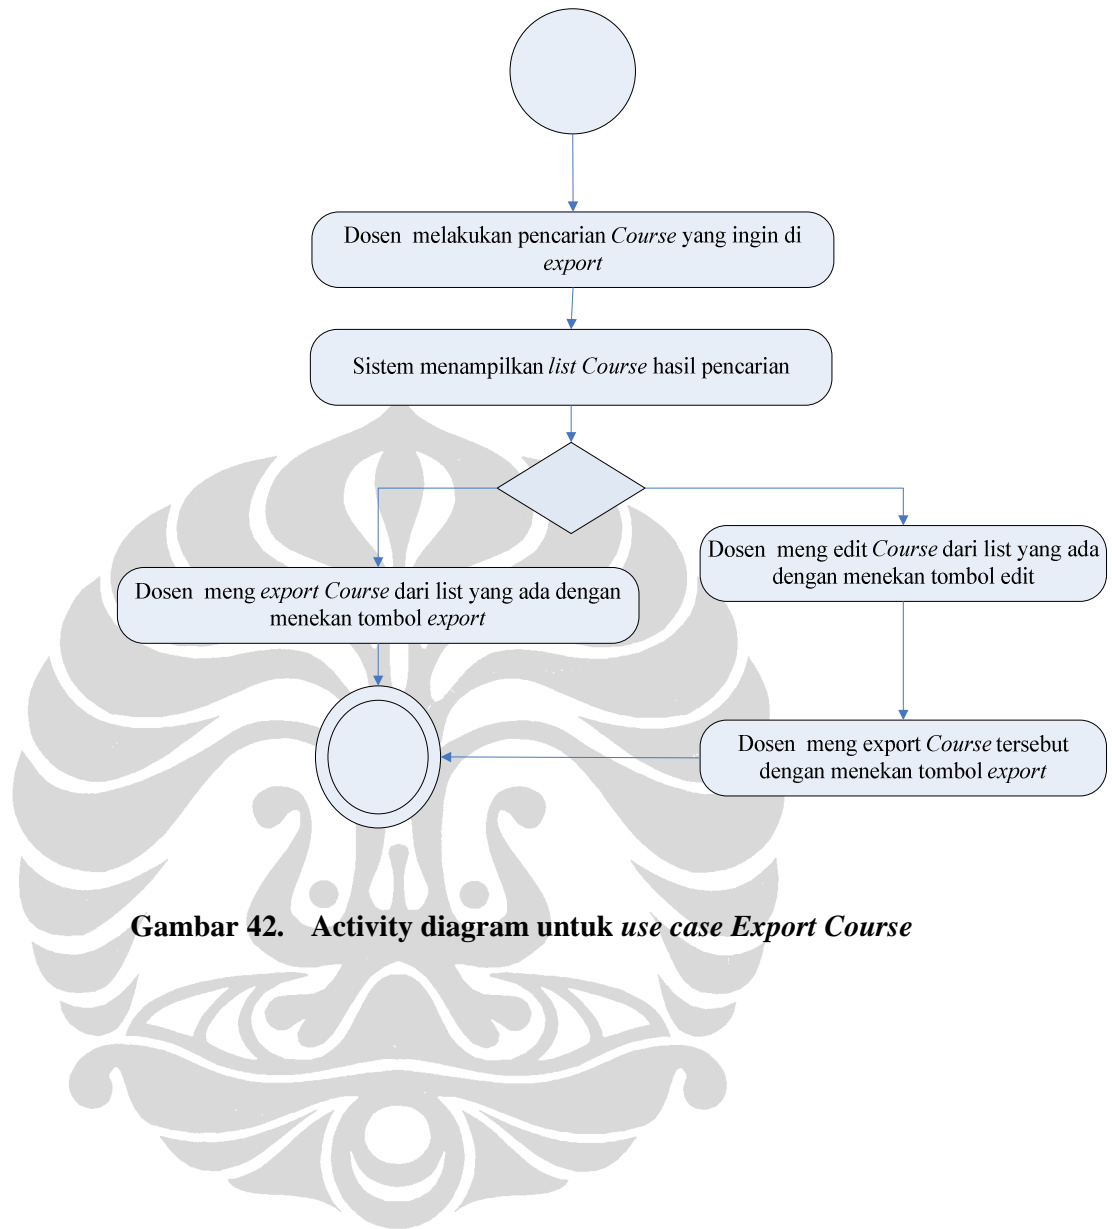 Dosen  melakukan pencarian Course yang ingin di
export
Sistem menampilkan list Course hasil pencarian
Dosen  meng edit Course dari list yang ada
dengan menekan tombol edit
Dosen  meng export Course dari list yang ada dengan
menekan tombol export
Dosen  meng export Course tersebut
dengan menekan tombol export
Gambar 42.   Activity diagram untuk use case Export Course